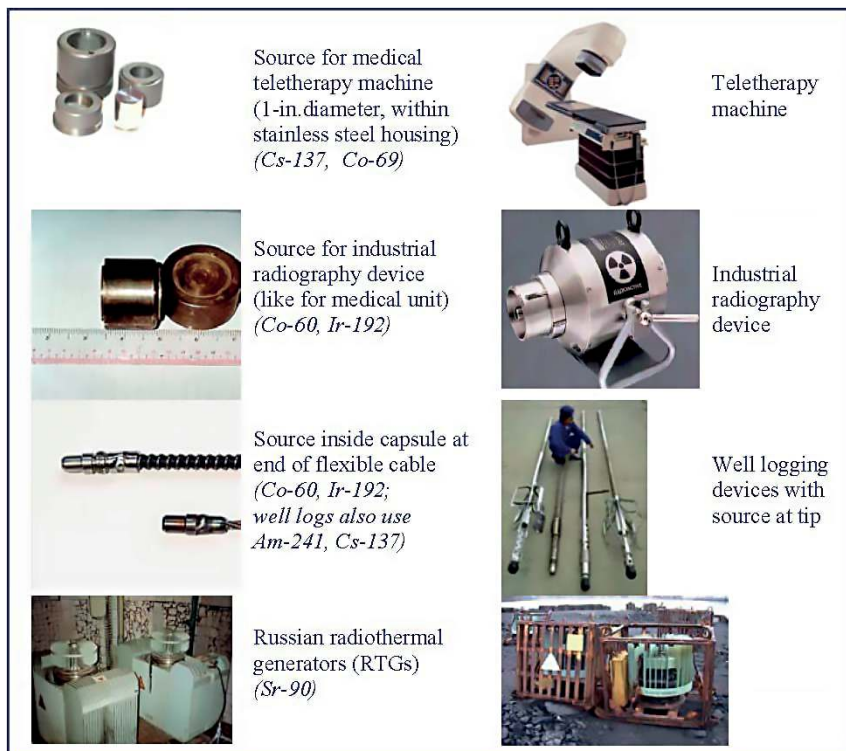 Source for medical
teletherapy machine
(1-in.diameter, within
stainless steel housing)
(Cs-137, Co-69)
Teletherapy
machine
Source for industrial
radiography device
(like for medical unit)
(Co-60, Ir-192)
Industrial
radiography
device
Source inside capsule at
end of flexible cable
(Co-60, Ir-192;
well logs also use
Am-241, Cs-137)
Well logging
devices with
source at tip
Russian radiothermal
generators (RTGs)
(Sr-90)